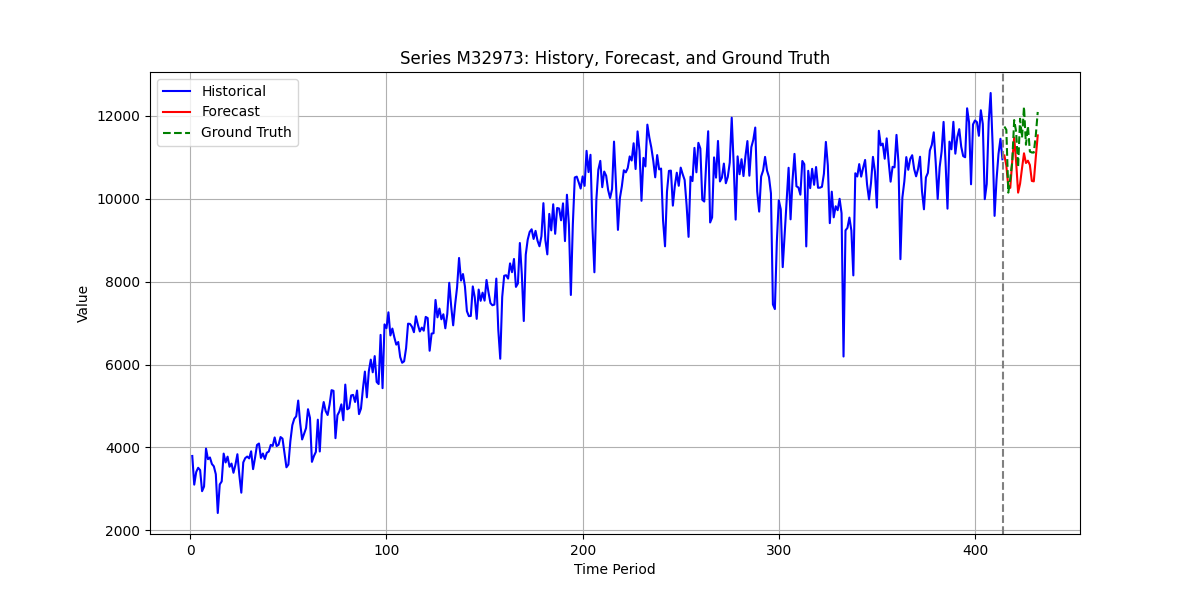 Series M32973: History, Forecast, and Ground Truth
Historical
Forecast
Ground Truth
12000
10000
8000
6000
4000
2000
Value
0 100 200 300 400
Time Period